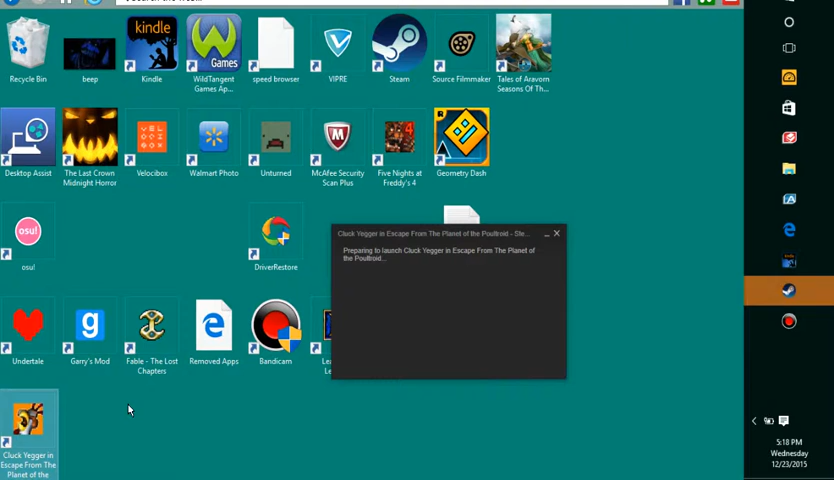 kindle
WildTangent
Games Ap...
Recycle Bin
beep
Kindle
speed browser
VIPRE
Steam
Source Filmmaker
Tales of Aravorn
Seasons Of Th...
VEL
OCI
BOX
M
4
R
Desktop Assist
The Last Crown
Midnight Horror
Velocibox
Walmart Photo
Unturned
McAfee Security
Scan Plus
Five Nights at
Freddy's 4
Geometry Dash
osu!
osu!
DriverRestore
Cluck Yegger in Escape From The Planet of the Poultroid - Ste...
Preparing to launch Cluck Yegger in Escape From The Planet of
the Poultroid...
g
e
Undertale
Garry's Mod
Fable - The Lost
Chapters
Removed Apps
Bandicam
Cluck Yegger in
Escape From The
Planet of the
5:18 PM
Wednesday
12/23/2015